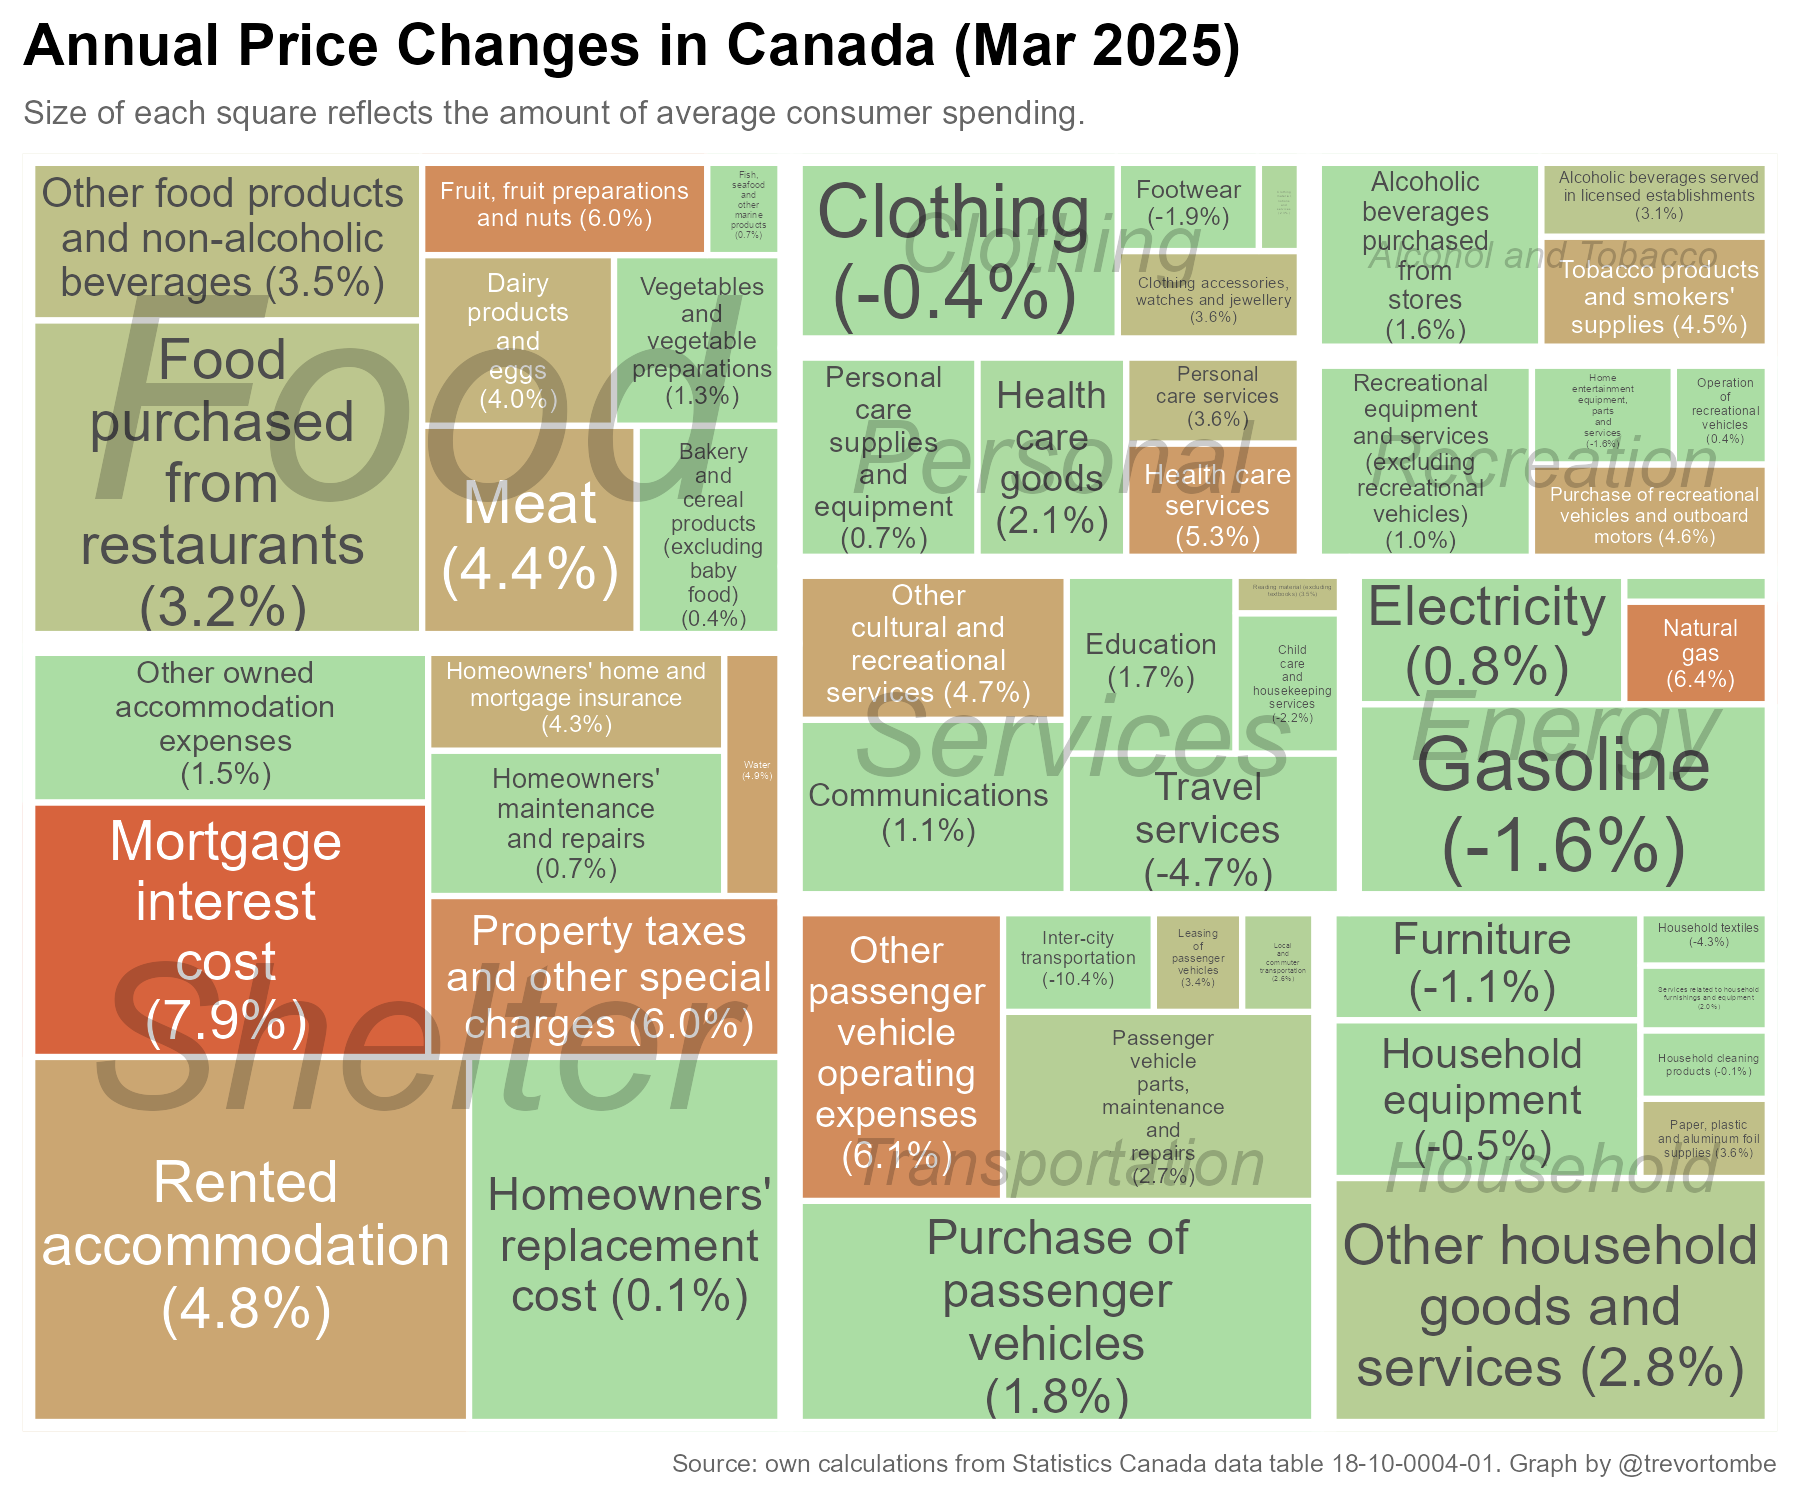 Annual Price Changes in Canada (Mar 2025)
Size of each square reflects the amount of average consumer spending.
Other food products
and non-alcoholic
beverages (3.5%)
Fruit, fruit preparations
and nuts (6.0%)
Fish,
seafood
and
other
marine
products
(0.7%)
Dairy
products
and
eggs
(4.0%)
Vegetables
and
vegetable
preparations
(1.3%)
Food
purchased
from
restaurants
(3.2%)
Meat
(4.4%)
Bakery
and
cereal
products
(excluding
baby
food)
(0.4%)
Food
Other owned
accommodation
expenses
(1.5%)
Homeowners' home and
mortgage insurance
(4.3%)
Water
(4.9%)
Homeowners'
maintenance
and repairs
(0.7%)
Mortgage
interest
cost
(7.9%)
Property taxes
and other special
charges (6.0%)
Rented
accommodation
(4.8%)
Homeowners'
replacement
cost (0.1%)
Shelter
Clothing
(-0.4%)
Footwear
(-1.9%)
Clothing accessories,
watches and jewellery
(3.6%)
Clothing
Alcoholic
beverages
purchased
from
stores
(1.6%)
Alcoholic beverages served
in licensed establishments
(3.1%)
Tobacco products
and smokers'
supplies (4.5%)
Alcohol and Tobacco
Personal
care
supplies
and
equipment
(0.7%)
Health
care
goods
(2.1%)
Personal
care services
(3.6%)
Health care
services
(5.3%)
Personal
Recreational
equipment
and services
(excluding
recreational
vehicles)
(1.0%)
Home
entertainment
equipment,
parts
and
services
(-1.6%)
Operation
of
recreational
vehicles
(0.4%)
Purchase of recreational
vehicles and outboard
motors (4.6%)
Recreation
Other
cultural and
recreational
services (4.7%)
Education
(1.7%)
Reading material (excluding
textbooks) (3.5%)
Child
care
and
housekeeping
services
(-2.2%)
Communications
(1.1%)
Travel
services
(-4.7%)
Services
Electricity
(0.8%)
Natural
gas
(6.4%)
Gasoline
(-1.6%)
Energy
Other
passenger
vehicle
operating
expenses
(6.1%)
Inter-city
transportation
(-10.4%)
Leasing
of
passenger
vehicles
(3.4%)
Local
and
commuter
transportation
(2.6%)
Passenger
vehicle
parts,
maintenance
and
repairs
(2.7%)
Purchase of
passenger
vehicles
(1.8%)
Transportation
Furniture
(-1.1%)
Household textiles
(-4.3%)
Services related to household
furnishings and equipment
(2.0%)
Household
equipment
(-0.5%)
Household cleaning
products (-0.1%)
Paper, plastic
and aluminum foil
supplies (3.6%)
Other household
goods and
services (2.8%)
Household
Source: own calculations from Statistics Canada data table 18-10-0004-01. Graph by @trevortombe